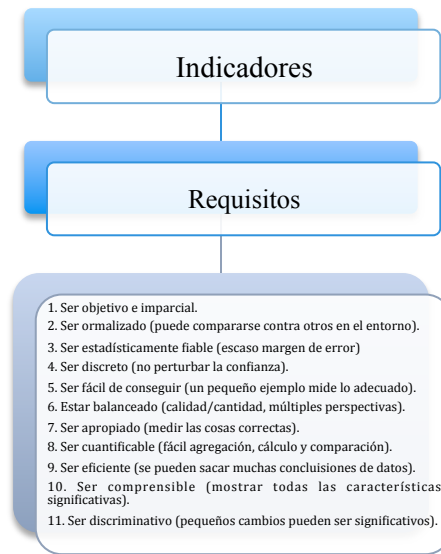 Indicadores
Requisitos
1. Ser objetivo e imparcial.
2. Ser ormalizado (puede compararse contra otros en el entorno).
3. Ser estadísticamente fiable (escaso margen de error)
4. Ser discreto (no perturbar la confianza).
5. Ser fácil de conseguir (un pequeño ejemplo mide lo adecuado).
6. Estar balanceado (calidad/cantidad, múltiples perspectivas).
7. Ser apropiado (medir las cosas correctas).
8. Ser cuantificable (fácil agregación, cálculo y comparación).
9. Ser eficiente (se pueden sacar muchas concluisiones de datos).
10. Ser comprensible (mostrar todas las características
significativas).
11. Ser discriminativo (pequeños cambios pueden ser significativos).